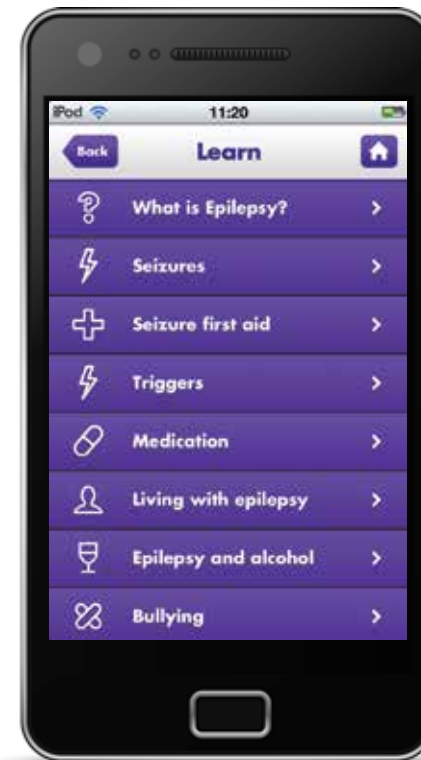 iPod 11:20
Back Learn
What is Epilepsy?
Seizures
Seizure first aid
Triggers
Medication
Living with epilepsy
Epilepsy and alcohol
Bullying